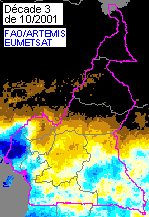 Décade 3
de 10/2001
FAO/ARTEMIS
EUMETSAT